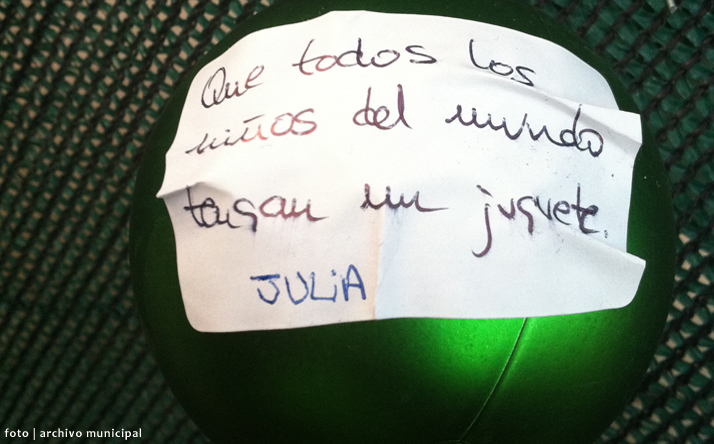 Que todos los
niños del mundo
tengan un juguete.
JULiA
foto | archivo municipal